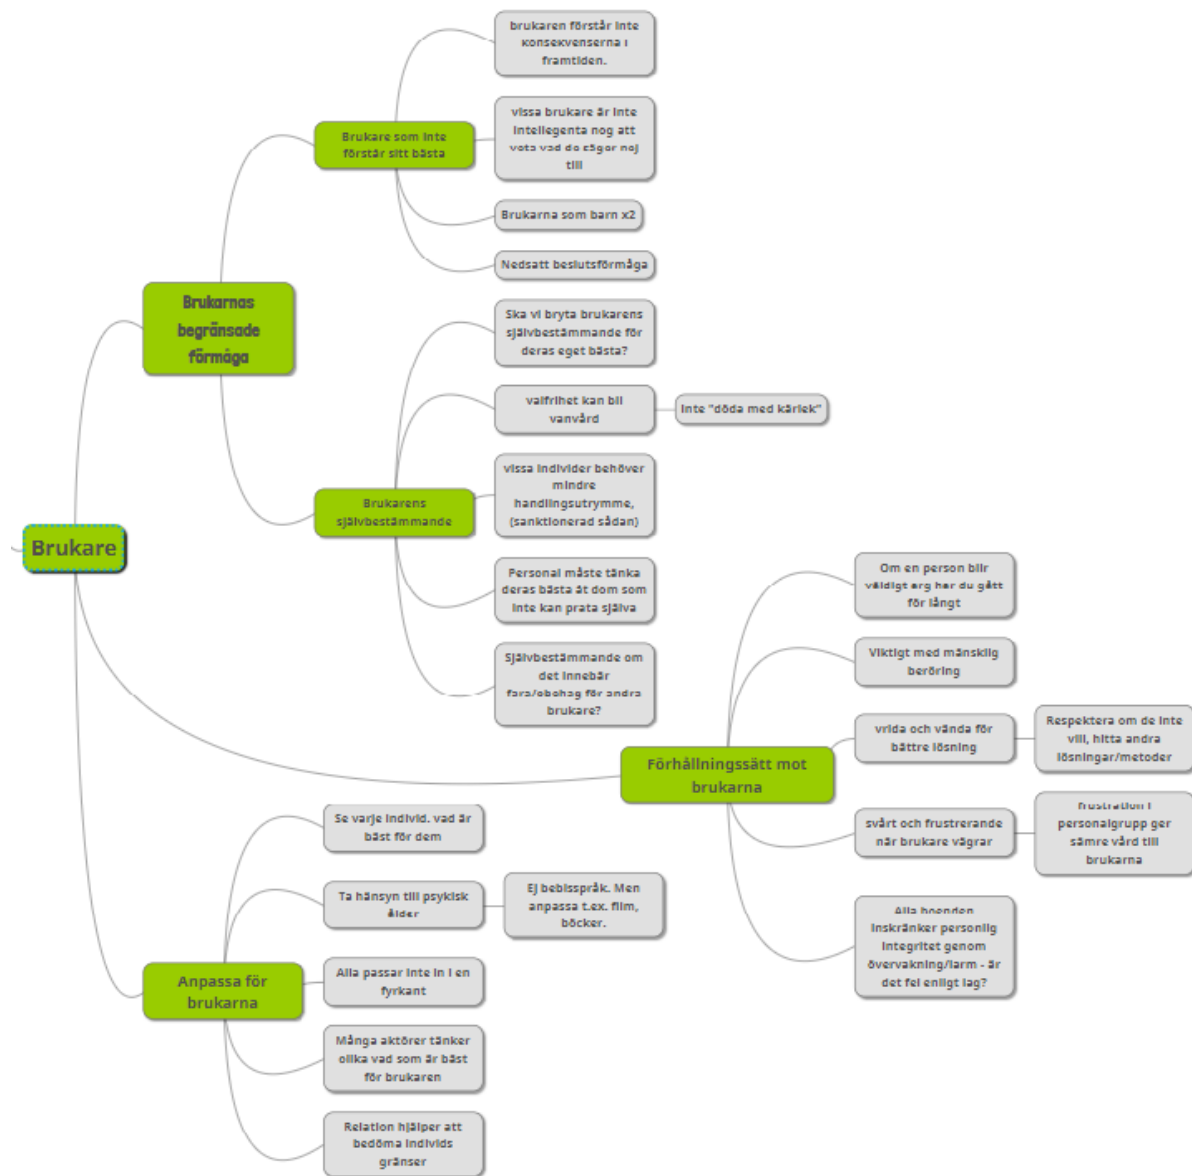 brukaren förstår inte
konsekvenserna i
framtiden.
vissa brukare är inte
intellegenta nog att
veta vad de säger nej
till
Brukare som inte
förstår sitt bästa
Brukarna som barn x2
Nedsatt beslutsförmåga
Brukarnas
begränsade
förmåga
Ska vi bryta brukarens
självbestämmande för
deras eget bästa?
valfrihet kan bli
vanvård
Inte "döda med kärlek"
vissa individer behöver
mindre
handlingsutrymme,
(sanktionerad sådan)
Brukarens
självbestämmande
Personal måste tänka
deras bästa åt dom som
inte kan prata själva
Självbestämmande om
det innebär
fara/obehag för andra
brukare?
Brukare
Om en person blir
väldigt arg har du gått
för långt
Viktigt med mänsklig
beröring
vrida och vända för
bättre lösning
Respektera om de inte
vill, hitta andra
lösningar/metoder
Förhållningssätt mot
brukarna
svårt och frustrerande
när brukare vägrar
frustration i
personalgrupp ger
sämre vård till
brukarna
Alla boenden
inskränker personlig
integritet genom
övervakning/larm - är
det fel enligt lag?
Se varje individ. vad är
bäst för dem
Ta hänsyn till psykisk
ålder
Ej bebisspråk. Men
anpassa t.ex. film,
böcker.
Anpassa för
brukarna
Alla passar inte in i en
fyrkant
Många aktörer tänker
olika vad som är bäst
för brukaren
Relation hjälper att
bedöma individs
gränser